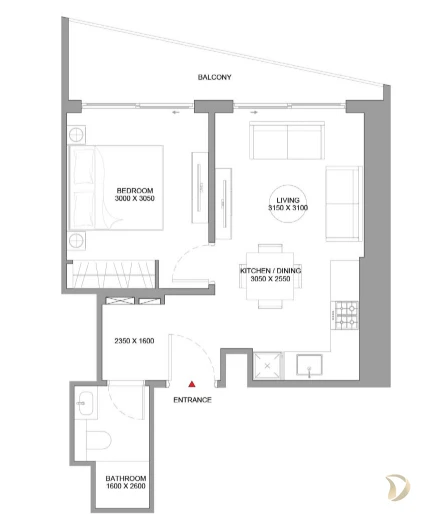 BALCONY
BEDROOM
3000 X 3050
LIVING
3150 X 3100
KITCHEN / DINING
3050 X 2550
2350 X 1600
ENTRANCE
BATHROOM
1600 X 2600